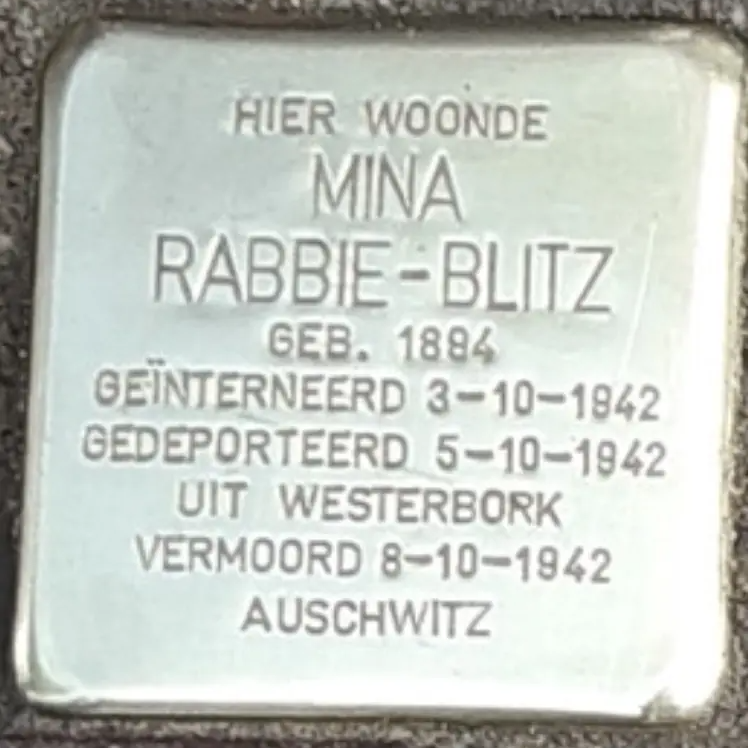 HIER WOONDE
MINA
RABBIE-BLITZ
GEB. 1884
GEÏNTERNEERD 3-10-1942
GEDEPORTEERD 5-10-1942
UIT WESTERBORK
VERMOORD 8-10-1942
AUSCHWITZ